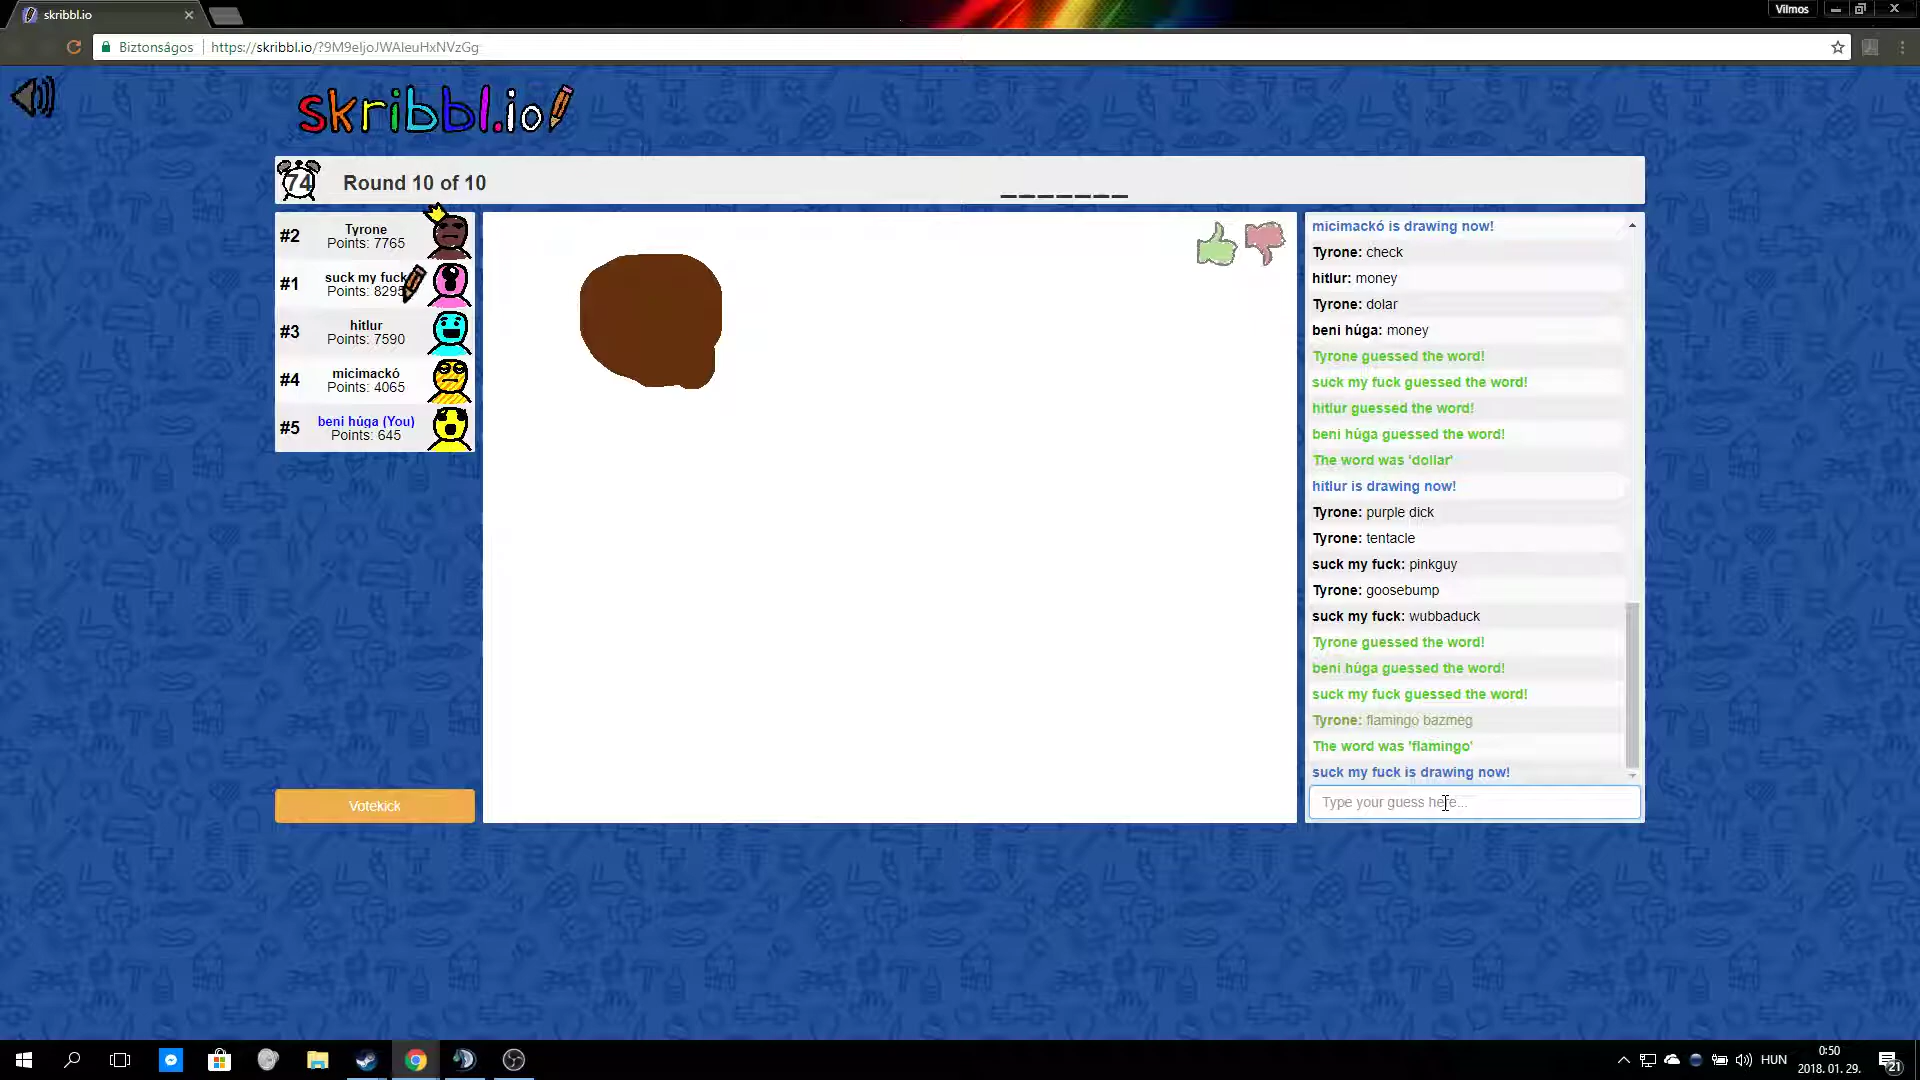 skribbl.io
Vilmos
Biztonságos
https://skribbl.io/?9M9eIjoJWAleuHxNVzGg
skribbl.io
74
Round 10 of 10
_______
#2
Tyrone
Points: 7765
#1
suck my fuck
Points: 8295
#3
hitlur
Points: 7590
#4
micimackó
Points: 4065
#5
beni húga (You)
Points: 645
Votekick
micimackó is drawing now!
Tyrone: check
hitlur: money
Tyrone: dolar
beni húga: money
Tyrone guessed the word!
suck my fuck guessed the word!
hitlur guessed the word!
beni húga guessed the word!
The word was 'dollar'
hitlur is drawing now!
Tyrone: purple dick
Tyrone: tentacle
suck my fuck: pinkguy
Tyrone: goosebump
suck my fuck: wubbaduck
Tyrone guessed the word!
beni húga guessed the word!
suck my fuck guessed the word!
Tyrone: flamingo bazmeg
The word was 'flamingo'
suck my fuck is drawing now!
Type your guess here...
HUN
0:50
2018. 01. 29.
21